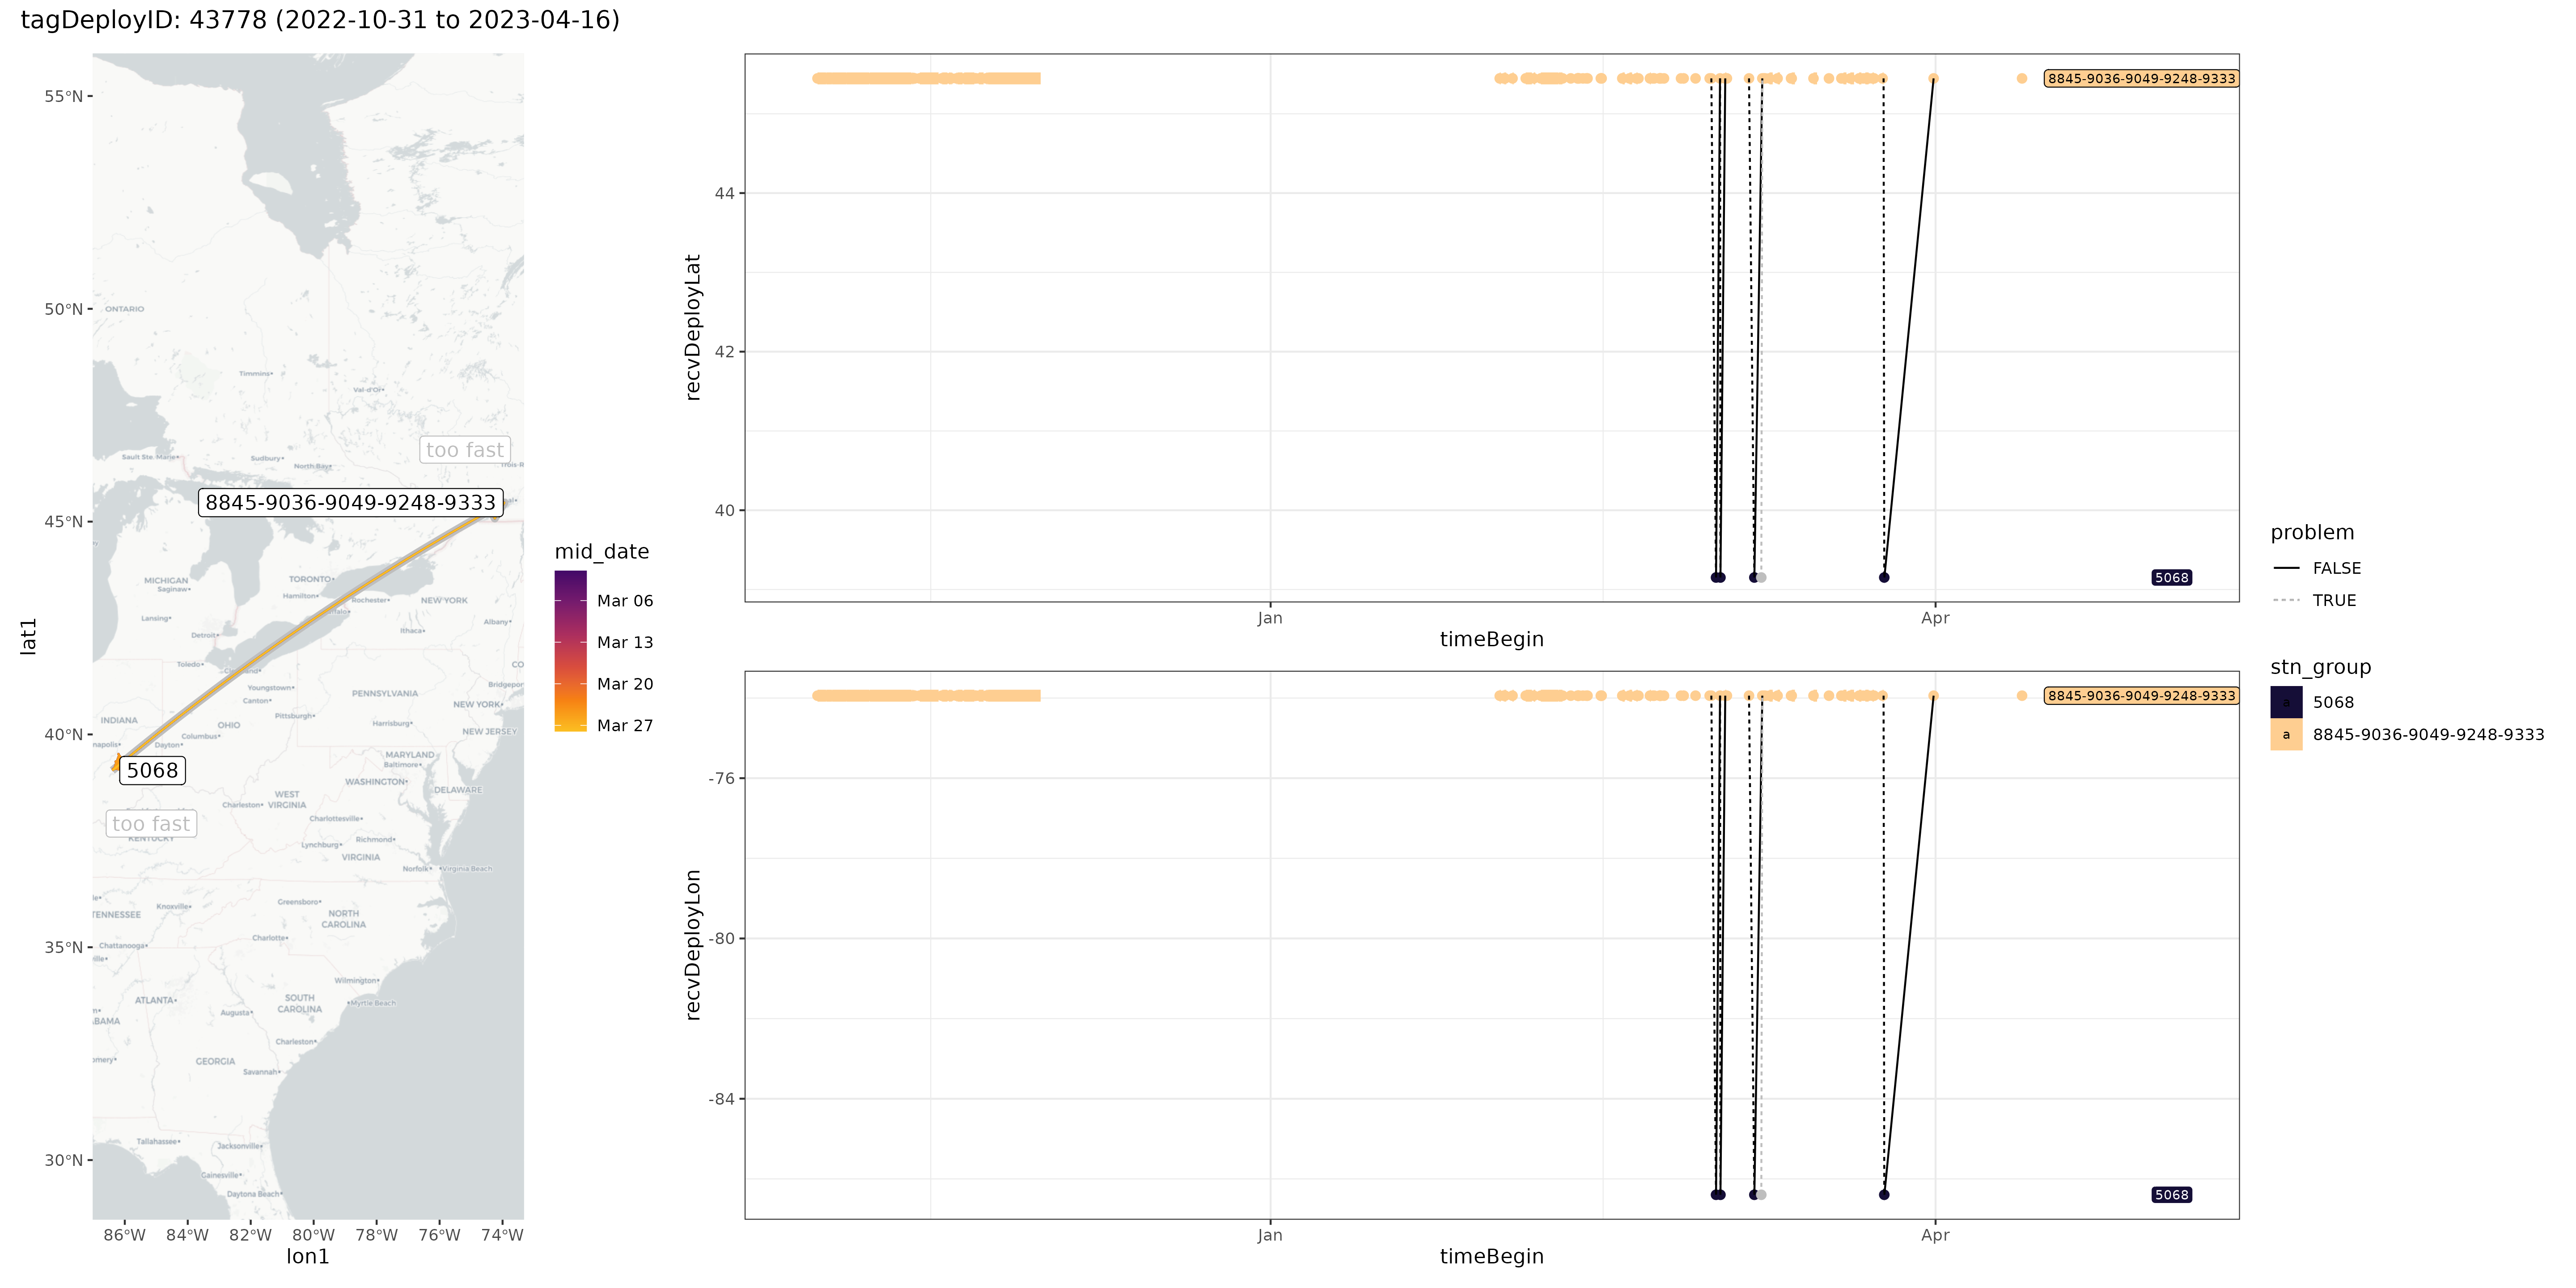 tagDeployID: 43778 (2022-10-31 to 2023-04-16)
55°N
50°N
45°N
40°N
35°N
30°N
lat1
86°W
84°W
82°W
80°W
78°W
76°W
74°W
lon1
ONTARIO
Timmins
Val-d'Or
too fast
Sault Ste. Marie
Sudbury
North Bay
8845-9036-9049-9248-9333
MICHIGAN
Saginaw
TORONTO
Hamilton
Rochester
NEW YORK
Lansing
Ithaca
Albany
Detroit
Toledo
CO
Youngstown
Canton
PENNSYLVANIA
Bridgepor
INDIANA
OHIO
Pittsburgh
Harrisburg
NEW YORK
NEW JERSEY
napolis
Dayton
Columbus
MARYLAND
Baltimore
5068
WASHINGTON
DELAWARE
WEST
VIRGINIA
Charleston
too fast
KENTUCKY
Charlottesville
Richmond
Lynchburg
VIRGINIA
Norfolk
Virginia Beach
Knoxville
Greensboro
TENNESSEE
NORTH
CAROLINA
Chattanooga
Charlotte
ille
Wilmington
ATLANTA
SOUTH
CAROLINA
Myrtle Beach
Augusta
BAMA
Charleston
omery
GEORGIA
Savannah
Tallahassee
Jacksonville
Gainesville
Daytona Beach
mid_date
Mar 06
Mar 13
Mar 20
Mar 27
recvDeployLat
44
42
40
8845-9036-9049-9248-9333
5068
Jan
Apr
timeBegin
recvDeployLon
-76
-80
-84
8845-9036-9049-9248-9333
5068
Jan
Apr
timeBegin
problem
FALSE
TRUE
stn_group
a 5068
a 8845-9036-9049-9248-9333